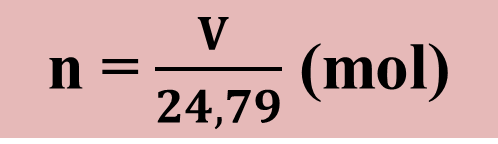 n = V / 24,79 (mol)